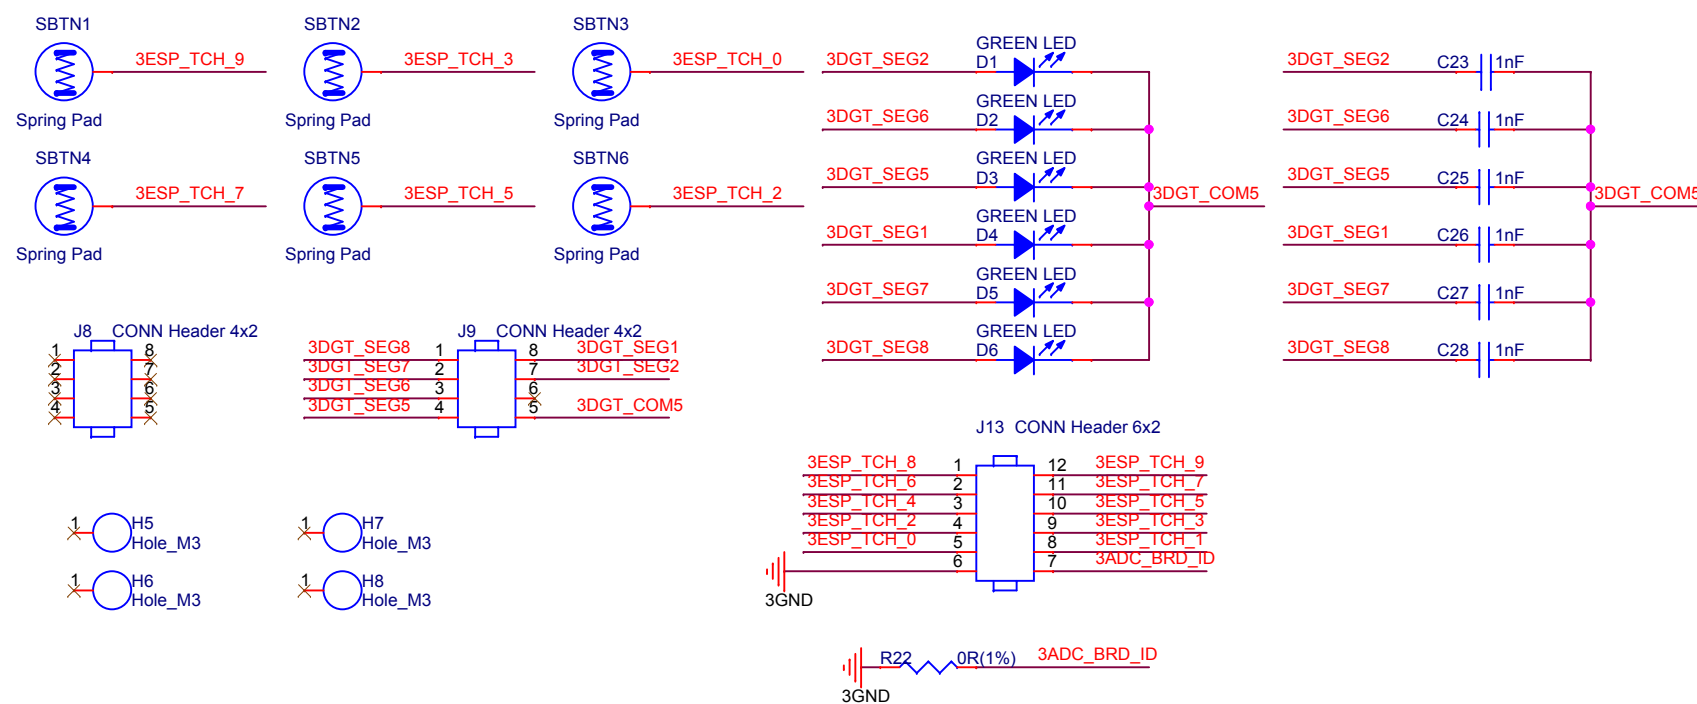 SBTN1 SBTN2 SBTN3
3ESP_TCH_9 3ESP_TCH_3 3ESP_TCH_0
Spring Pad Spring Pad Spring Pad
SBTN4 SBTN5 SBTN6
3ESP_TCH_7 3ESP_TCH_5 3ESP_TCH_2
Spring Pad Spring Pad Spring Pad
GREEN LED
3DGT_SEG2 D1
GREEN LED
3DGT_SEG6 D2
GREEN LED
3DGT_SEG5 D3
3DGT_COM5
GREEN LED
3DGT_SEG1 D4
GREEN LED
3DGT_SEG7 D5
GREEN LED
3DGT_SEG8 D6
3DGT_SEG2 C23 1nF
3DGT_SEG6 C24 1nF
3DGT_SEG5 C25 1nF
3DGT_COM5
3DGT_SEG1 C26 1nF
3DGT_SEG7 C27 1nF
3DGT_SEG8 C28 1nF
J8 CONN Header 4x2
1 8
2 7
3 6
4 5
J9 CONN Header 4x2
3DGT_SEG8 1 8 3DGT_SEG1
3DGT_SEG7 2 7 3DGT_SEG2
3DGT_SEG6 3 6
3DGT_SEG5 4 5 3DGT_COM5
J13 CONN Header 6x2
3ESP_TCH_8 1 12 3ESP_TCH_9
3ESP_TCH_6 2 11 3ESP_TCH_7
3ESP_TCH_4 3 10 3ESP_TCH_5
3ESP_TCH_2 4 9 3ESP_TCH_3
3ESP_TCH_0 5 8 3ESP_TCH_1
6 7 3ADC_BRD_ID
3GND
1 H5
Hole_M3
1 H7
Hole_M3
1 H6
Hole_M3
1 H8
Hole_M3
R22 0R(1%) 3ADC_BRD_ID
3GND